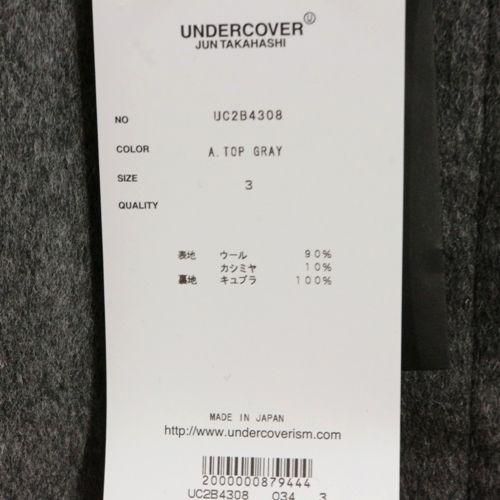 UNDERCOVER U
JUN TAKAHASHI
NO UC2B4308
COLOR A.TOP GRAY
SIZE 3
QUALITY
表地 ウール 90%
カシミヤ 10%
裏地 キュプラ 100%
MADE IN JAPAN
http://www.undercoverism.com/
2000000879444
UC2B4308 034 3